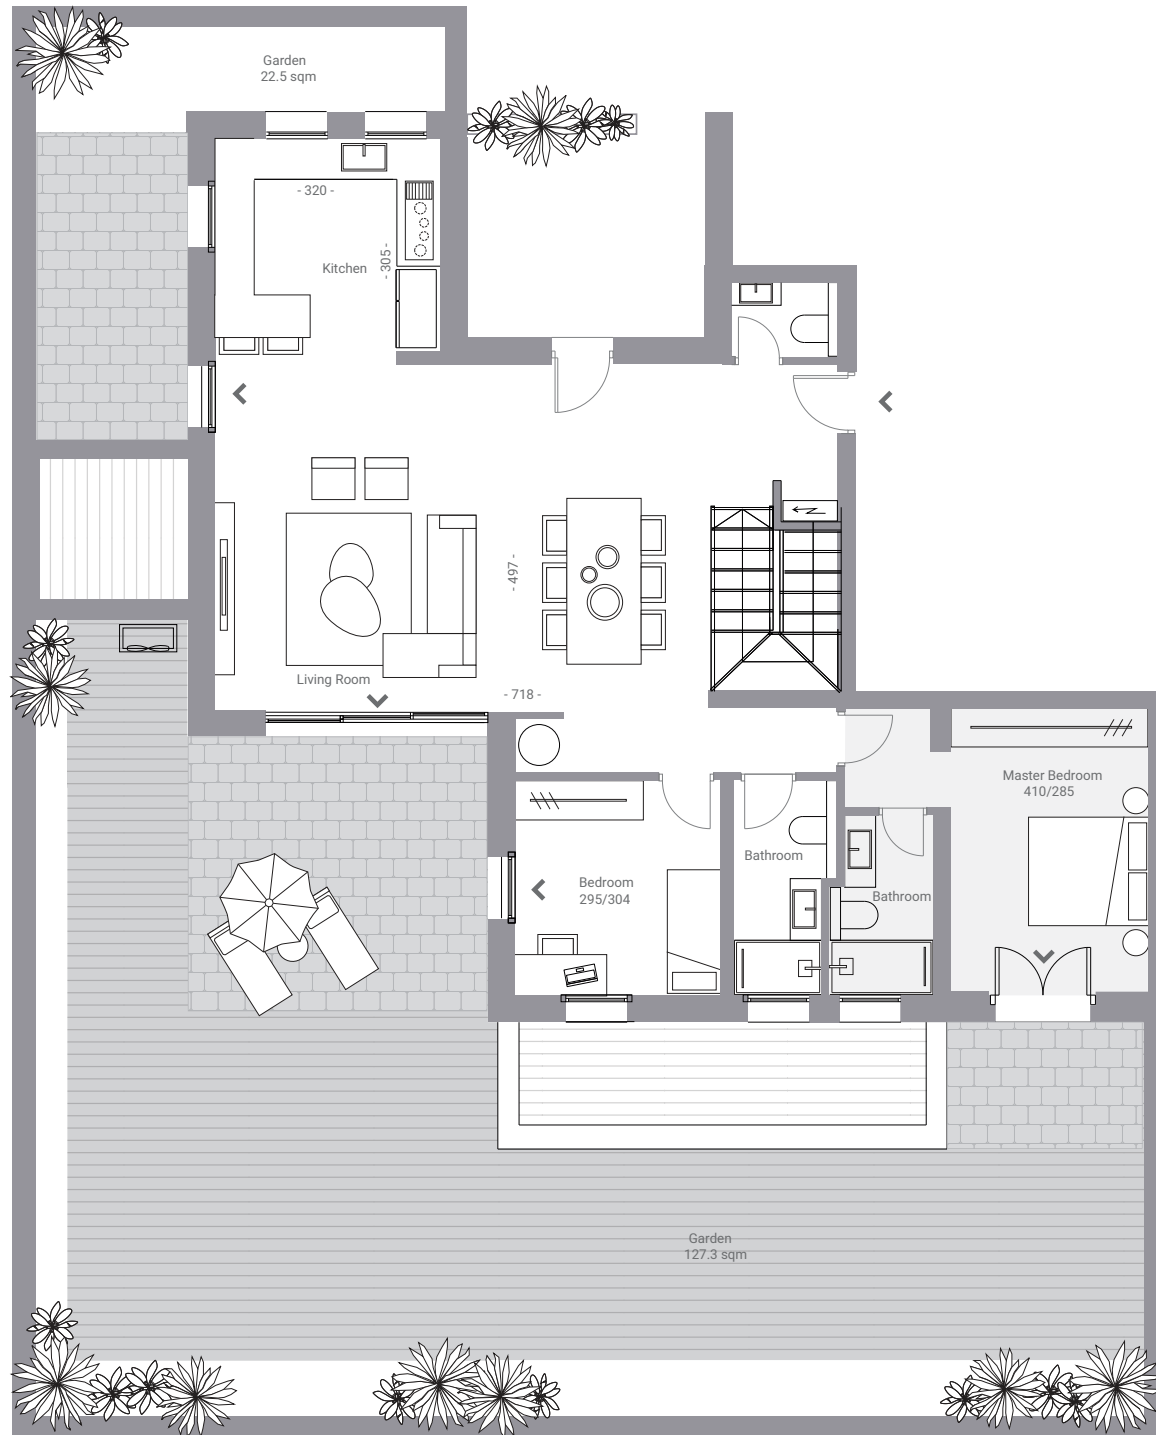 Garden
22.5 sqm
- 320 -
- 305 -
Kitchen
- 497 -
Living Room
- 718 -
Master Bedroom
410/285
Bathroom
Bedroom
295/304
Bathroom
Garden
127.3 sqm